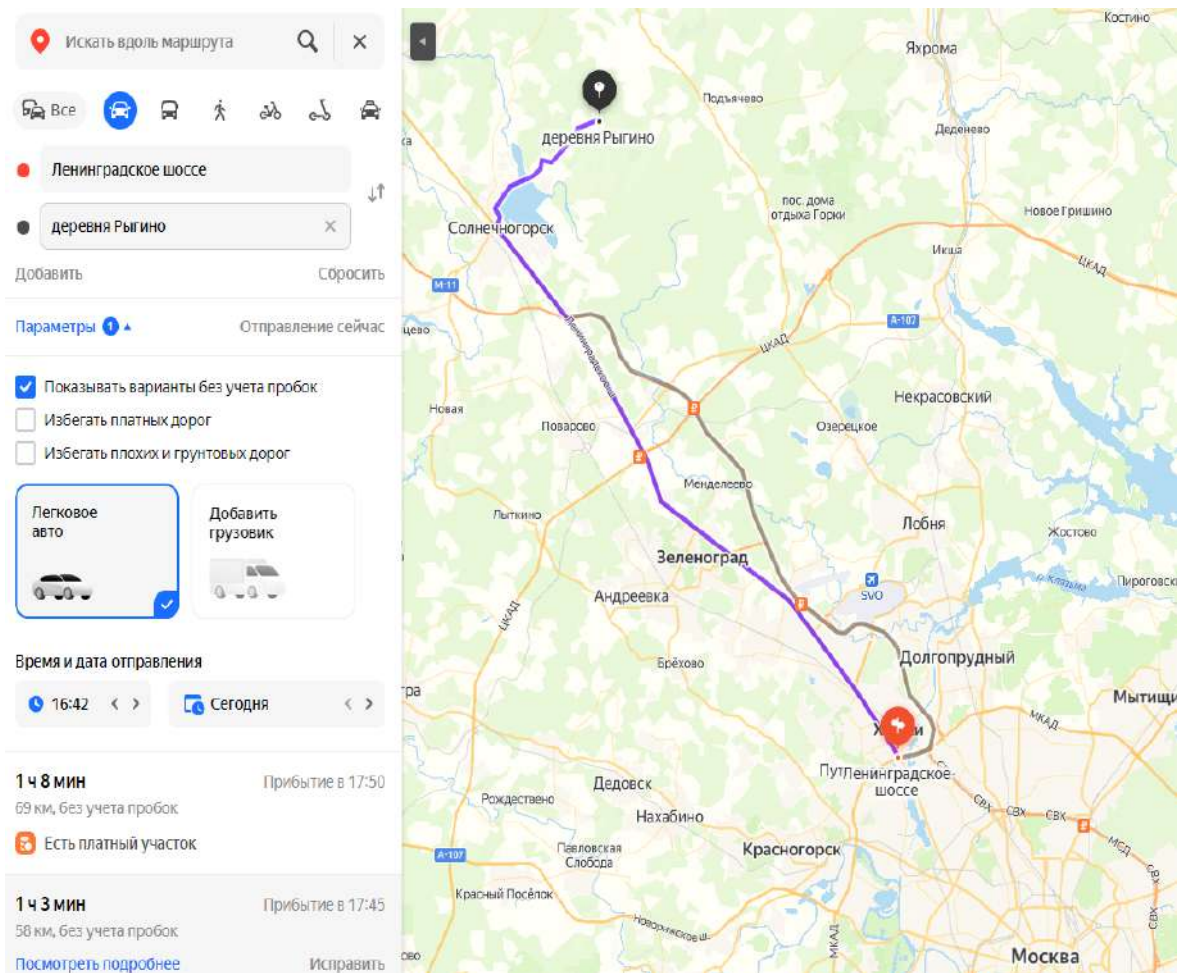 Искать вдоль маршрута
Все
Ленинградское шоссе
деревня Рыгино
Добавить
Сбросить
Параметры 1
Отправление сейчас
Показывать варианты без учета пробок
Избегать платных дорог
Избегать плохих и грунтовых дорог
Легковое
авто
Добавить
грузовик
Время и дата отправления
16:42
Сегодня
1 ч 8 мин
Прибытие в 17:50
69 км, без учета пробок
Есть платный участок
1 ч 3 мин
Прибытие в 17:45
58 км, без учета пробок
Посмотреть подробнее
Исправить
Костино
Яхрома
Подъячево
Деденево
деревня Рыгино
пос. дома
отдыха Горки
Новое Гришино
Солнечногорск
Икша
ЦКАД
М-11
А-107
ЦКАД
Новая
Поварово
Некрасовский
Озерецкое
Менделеево
Лыткино
Лобня
Жостово
Зеленоград
SVO
р. Клязьма
Пироговск
Андреевка
ЦКАД
Брёхово
Долгопрудный
Мытищи
МКАД
Ленинградское
шоссе
Дедовск
Рождествено
Нахабино
СВХ
СВХ
СВХ
МСД
СВХ
СВХ
А-107
Павловская
Слобода
Красногорск
Красный Посёлок
Новорижское ш.
МКАД
Москва